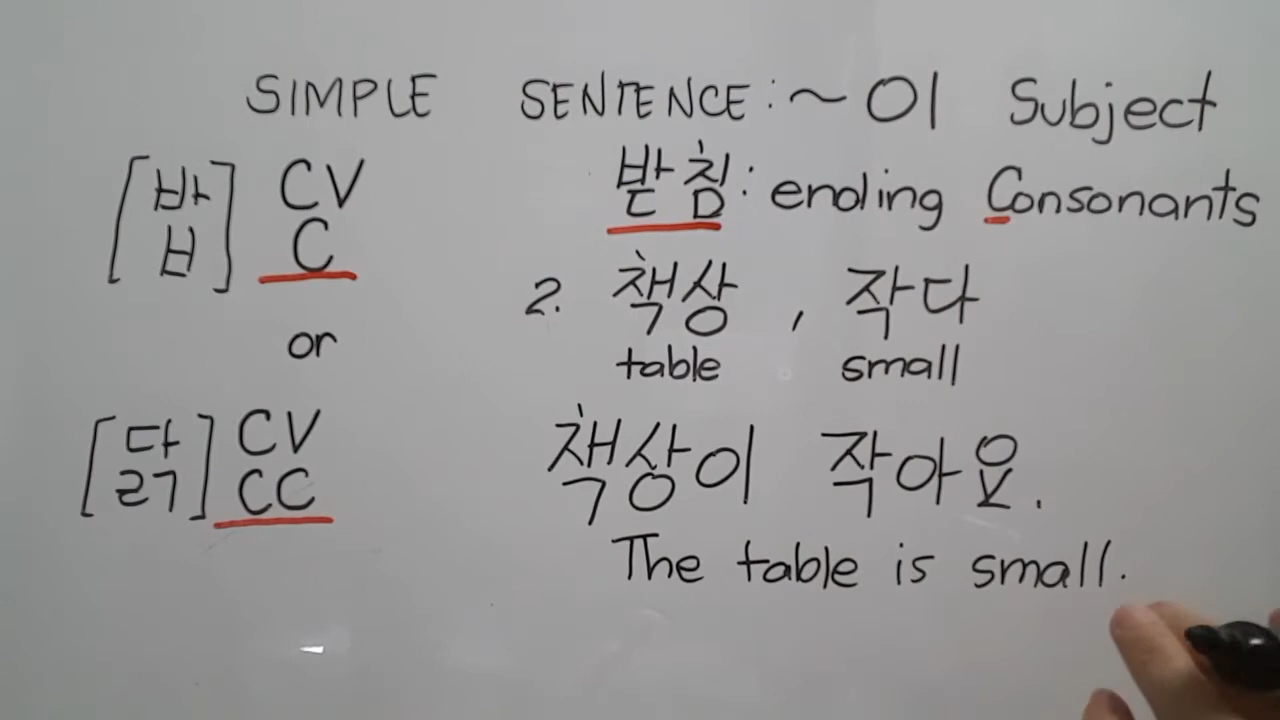 SIMPLE SENTENCE: ~이 Subject
[밥] CV
C
받침: ending Consonants
or
[닭] CV
CC
2. 책상, 작다
table small
책상이 작아요.
The table is small.